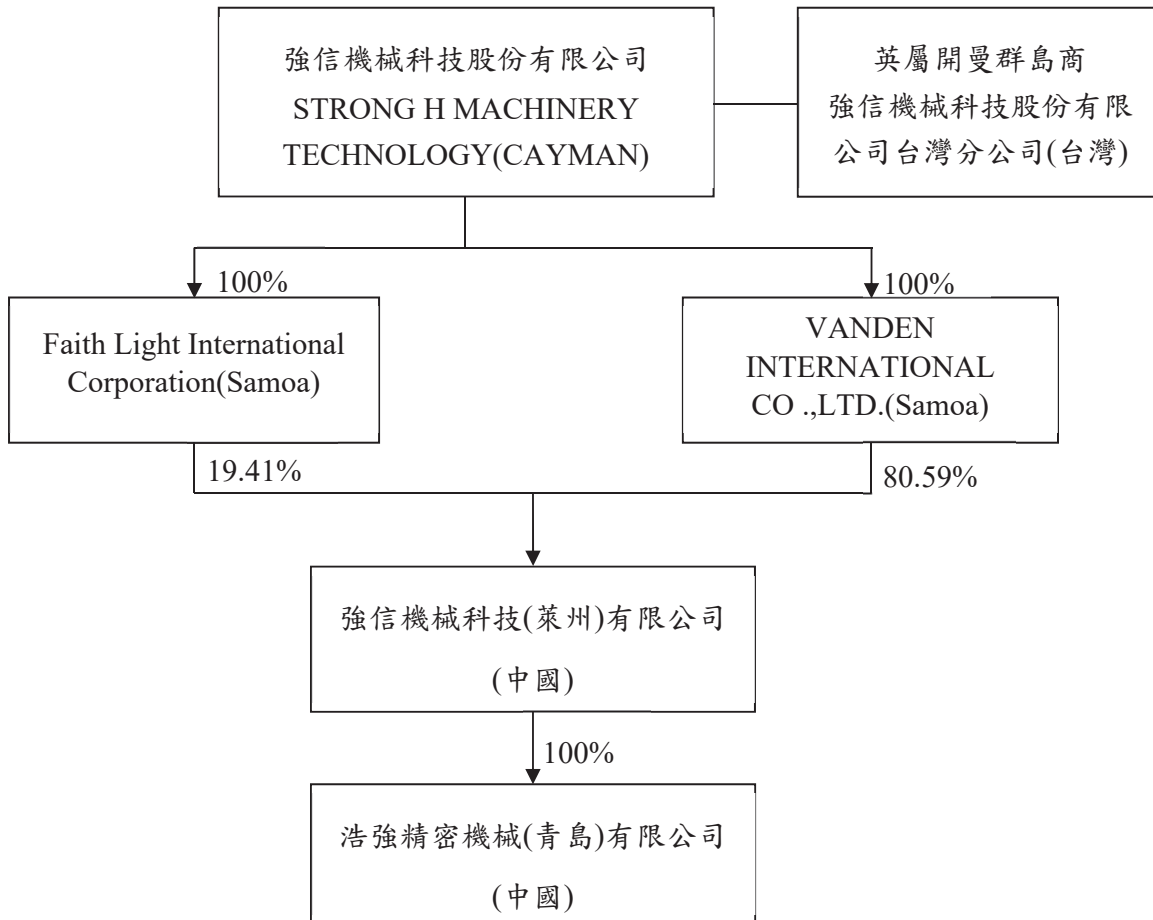 強信機械科技股份有限公司
STRONG H MACHINERY
TECHNOLOGY(CAYMAN)
英屬開曼群島商
強信機械科技股份有限
公司台灣分公司(台灣)
100%
100%
Faith Light International
Corporation(Samoa)
VANDEN
INTERNATIONAL
CO .,LTD.(Samoa)
19.41%
80.59%
強信機械科技(萊州)有限公司
(中國)
100%
浩強精密機械(青島)有限公司
(中國)